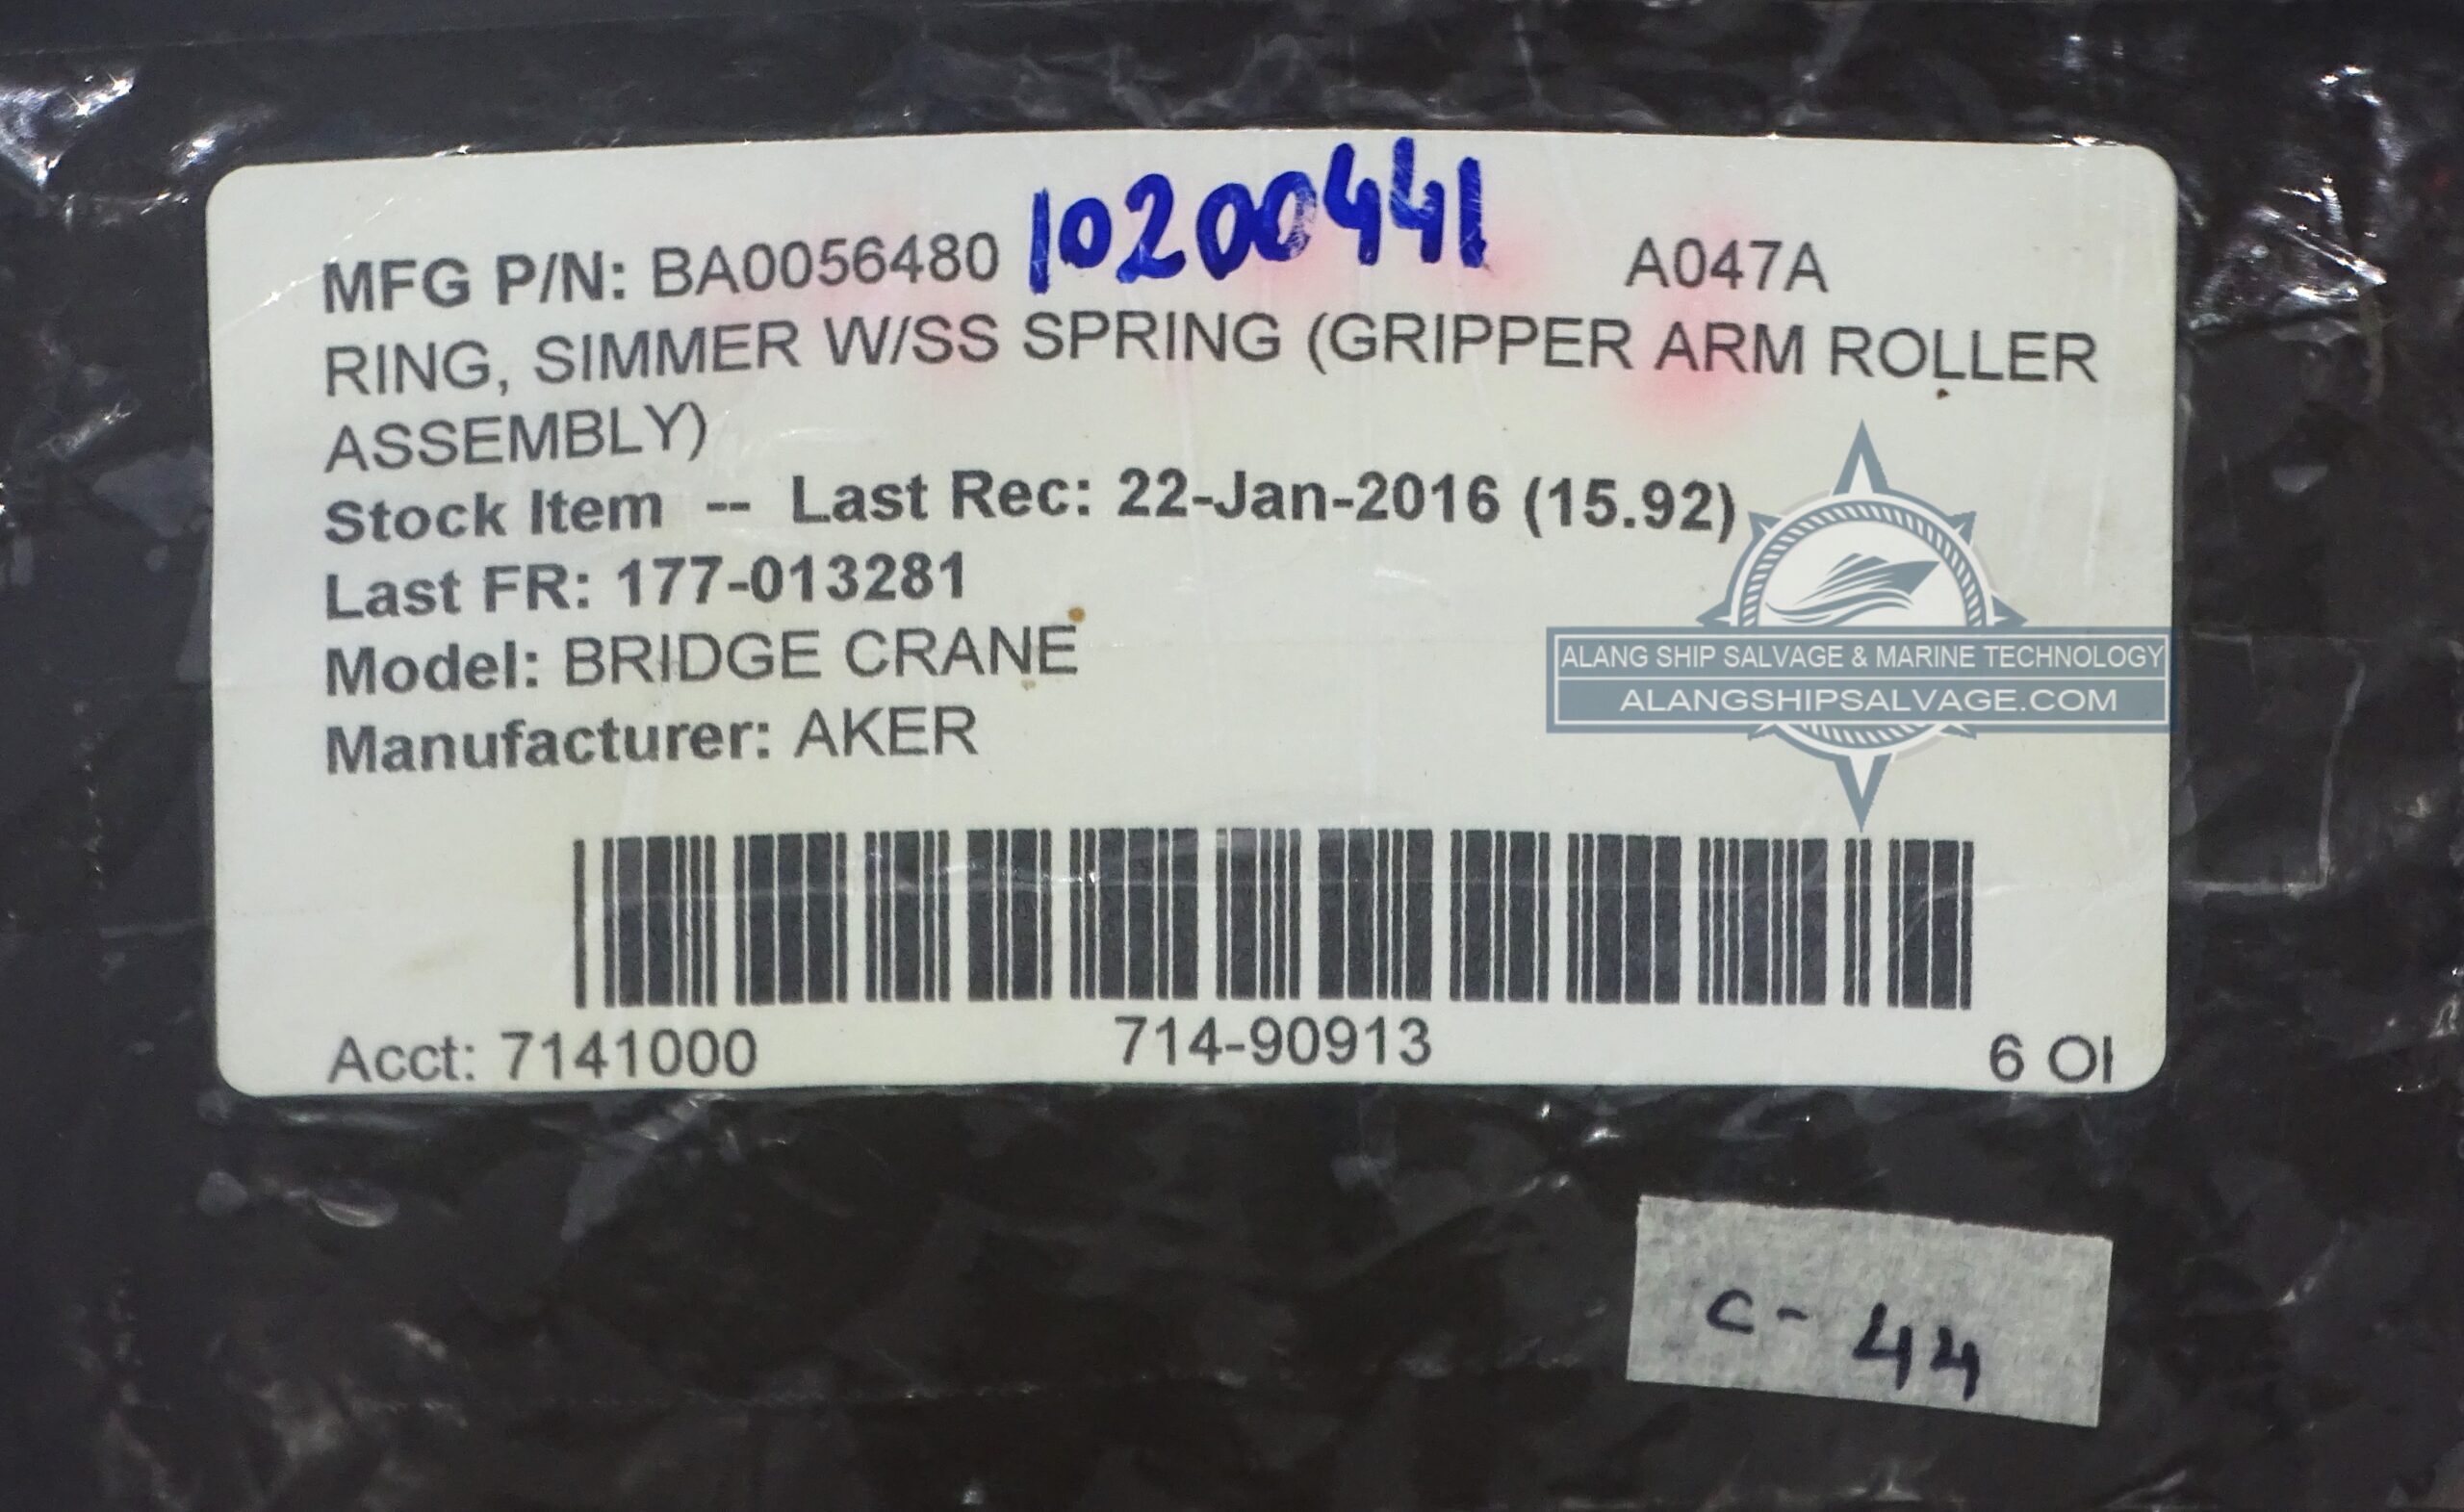 10200441
MFG P/N: BA0056480 A047A
RING, SIMMER W/SS SPRING (GRIPPER ARM ROLLER
ASSEMBLY)
Stock Item -- Last Rec: 22-Jan-2016 (15.92)
Last FR: 177-013281
Model: BRIDGE CRANE
Manufacturer: AKER
ALANG SHIP SALVAGE & MARINE TECHNOLOGY
ALANGSHIPSALVAGE.COM
Acct: 7141000 714-90913 6 OI
C- 44